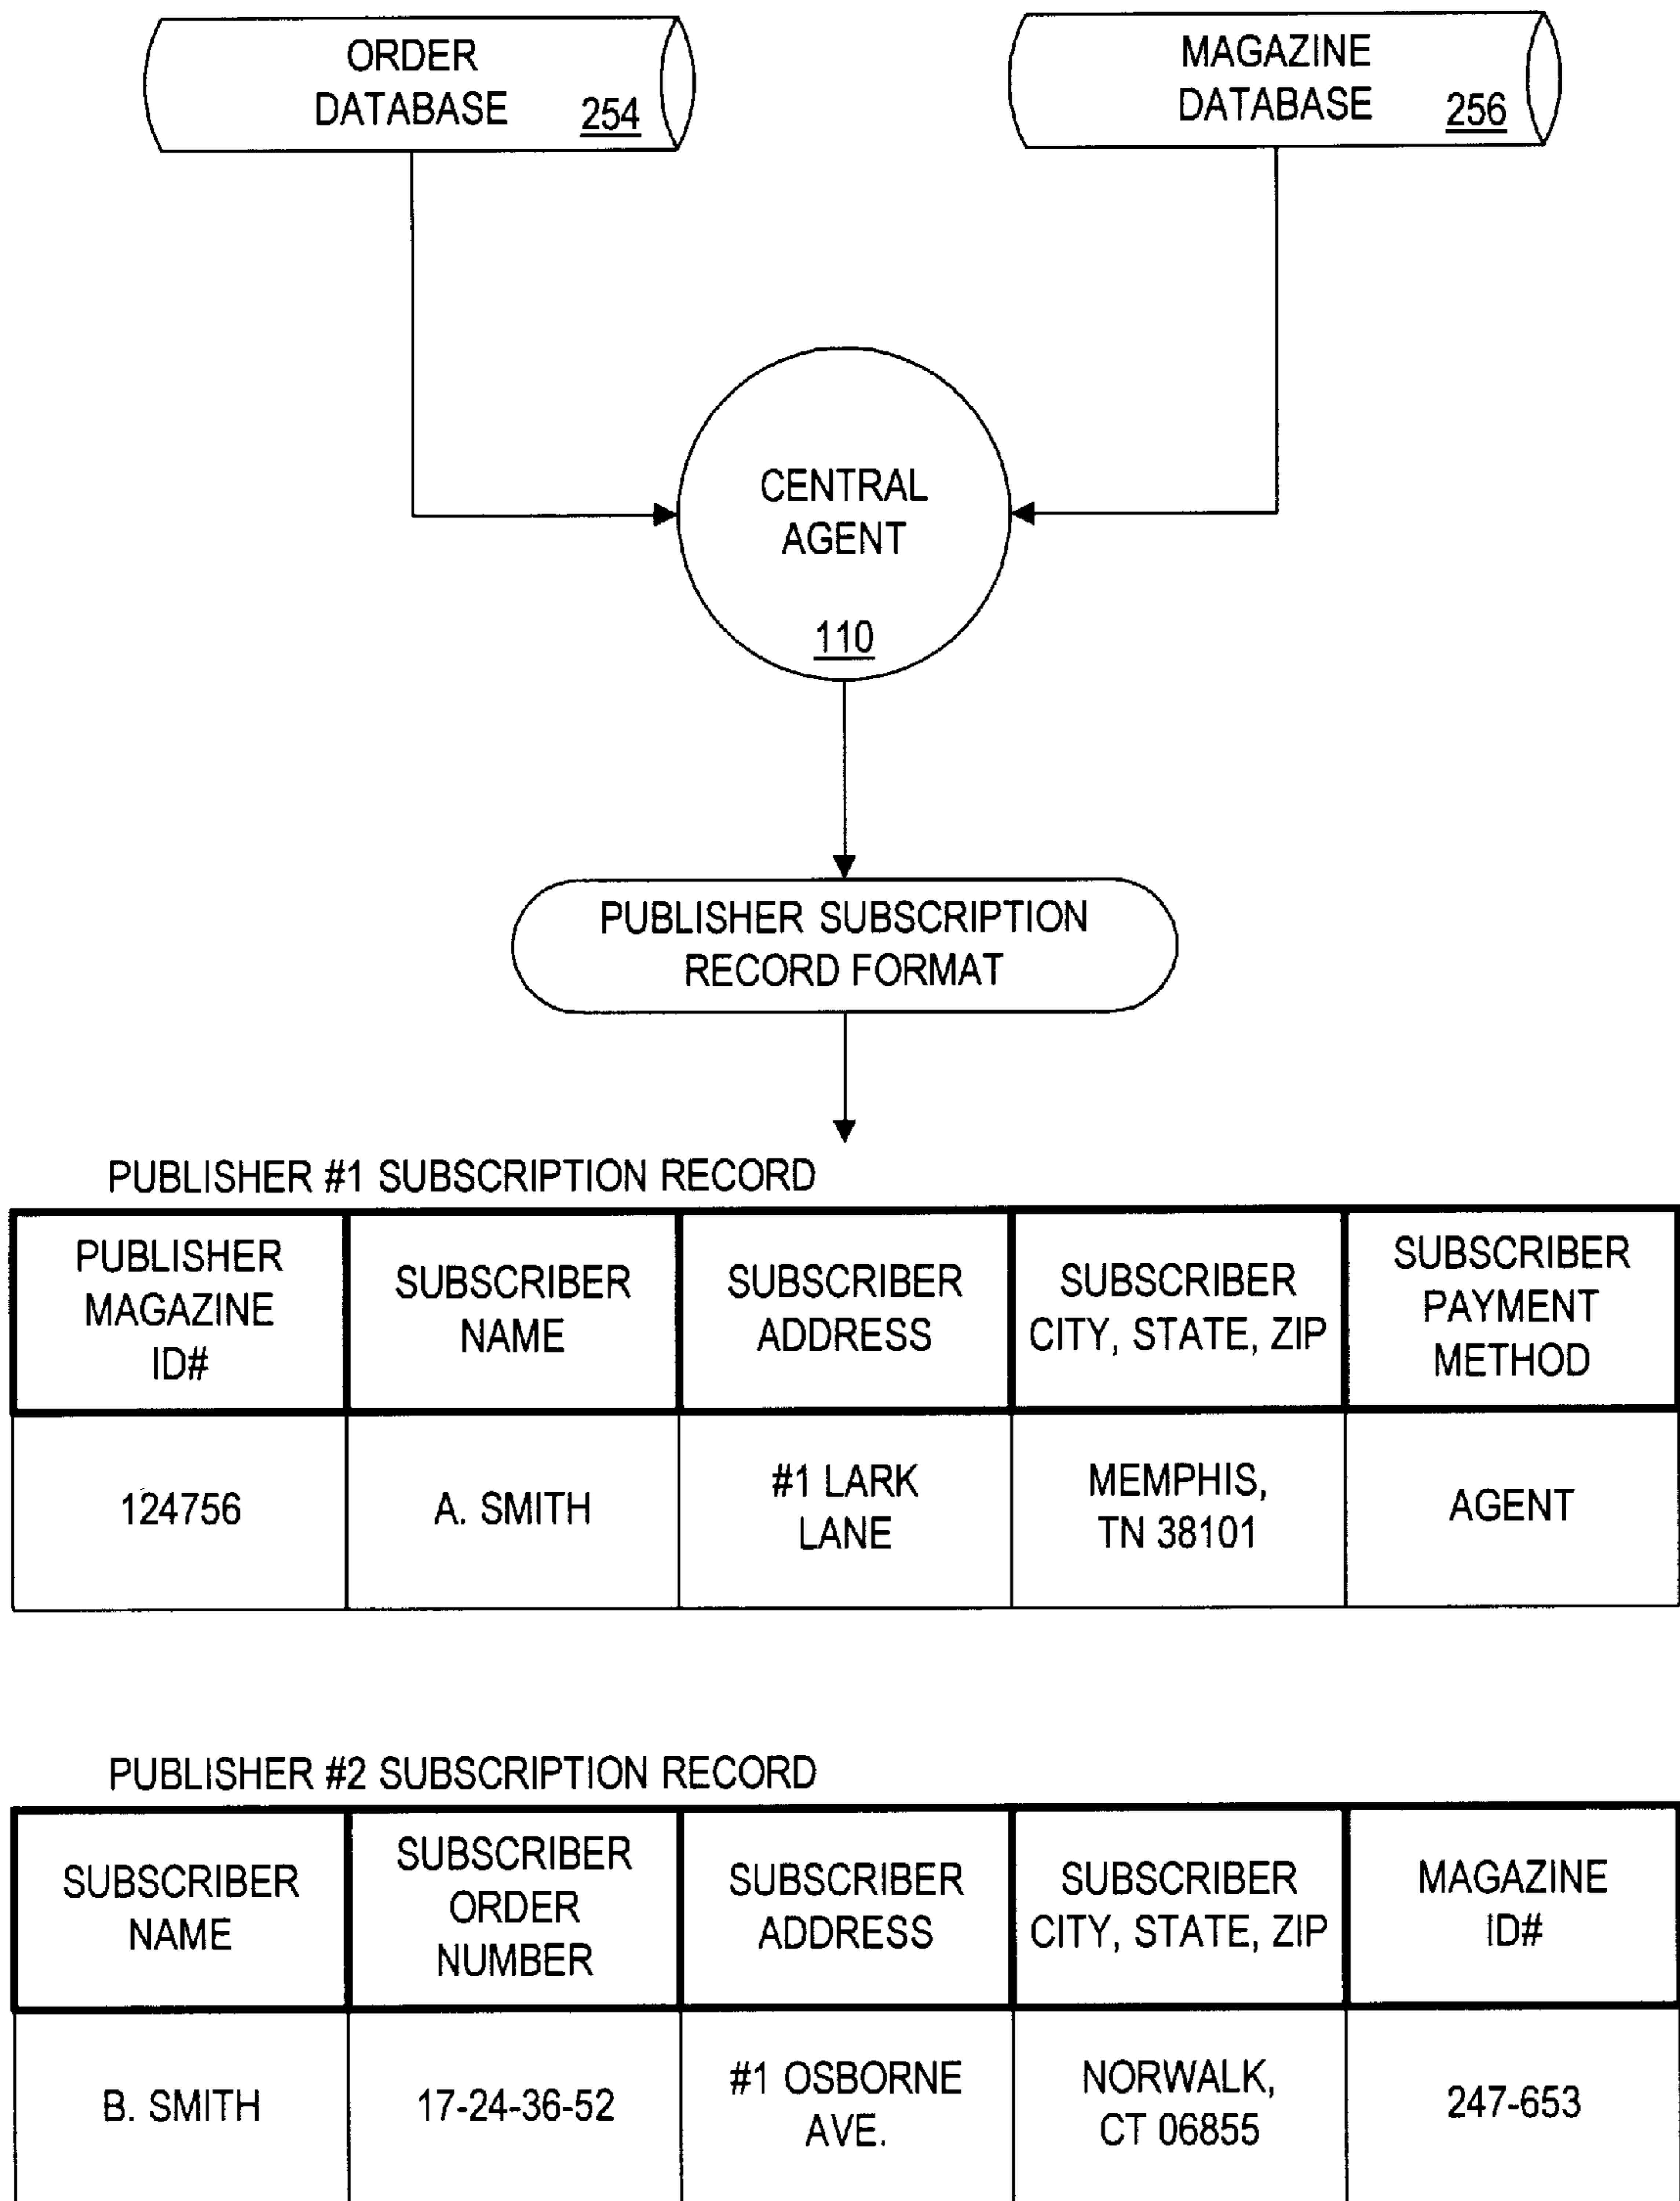 ORDER
DATABASE 254
MAGAZINE
DATABASE 256
CENTRAL
AGENT
110
PUBLISHER SUBSCRIPTION
RECORD FORMAT
PUBLISHER #1 SUBSCRIPTION RECORD
PUBLISHER
MAGAZINE
ID#
SUBSCRIBER
NAME
SUBSCRIBER
ADDRESS
SUBSCRIBER
CITY, STATE, ZIP
SUBSCRIBER
PAYMENT
METHOD
124756
A. SMITH
#1 LARK
LANE
MEMPHIS,
TN 38101
AGENT
PUBLISHER #2 SUBSCRIPTION RECORD
SUBSCRIBER
NAME
SUBSCRIBER
ORDER
NUMBER
SUBSCRIBER
ADDRESS
SUBSCRIBER
CITY, STATE, ZIP
MAGAZINE
ID#
B. SMITH
17-24-36-52
#1 OSBORNE
AVE.
NORWALK,
CT 06855
247-653